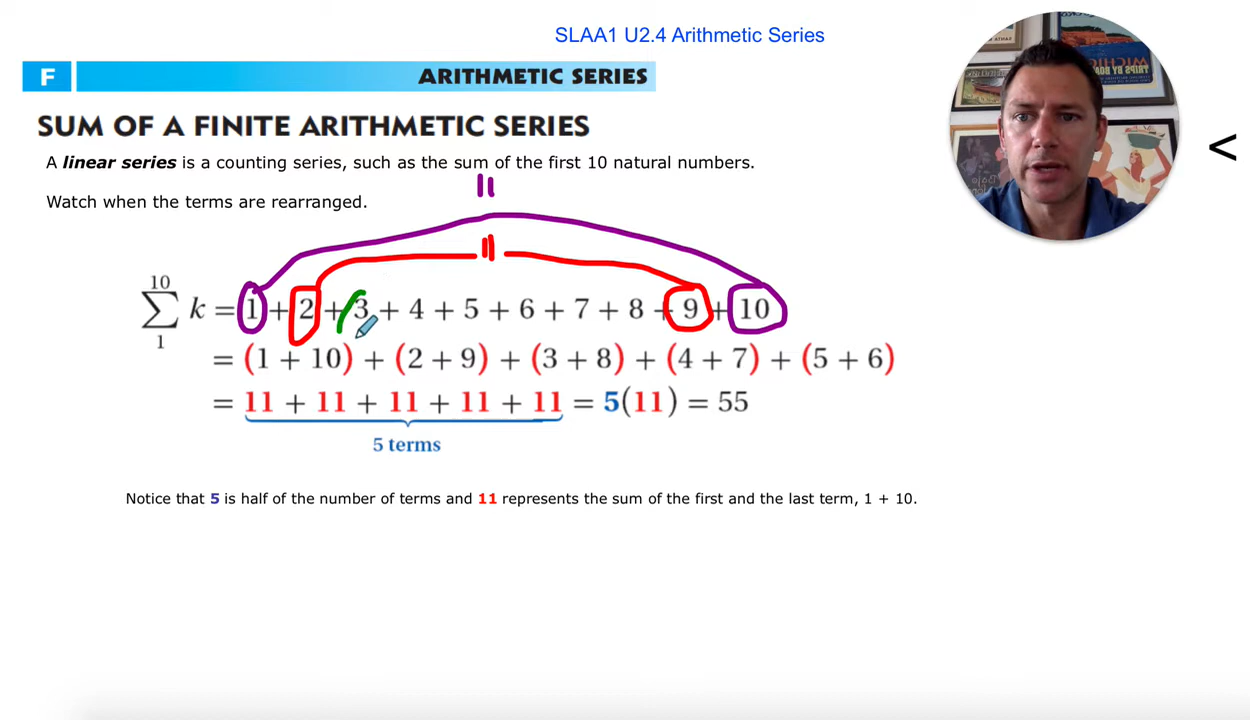 SLAA1 U2.4 Arithmetic Series
F ARITHMETIC SERIES
SUM OF A FINITE ARITHMETIC SERIES
A linear series is a counting series, such as the sum of the first 10 natural numbers.
11
Watch when the terms are rearranged.
11
10
∑ k = 1 + 2 + 3 + 4 + 5 + 6 + 7 + 8 + 9 + 10
1
= (1 + 10) + (2 + 9) + (3 + 8) + (4 + 7) + (5 + 6)
= 11 + 11 + 11 + 11 + 11 = 5(11) = 55
5 terms
Notice that 5 is half of the number of terms and 11 represents the sum of the first and the last term, 1 + 10.
<